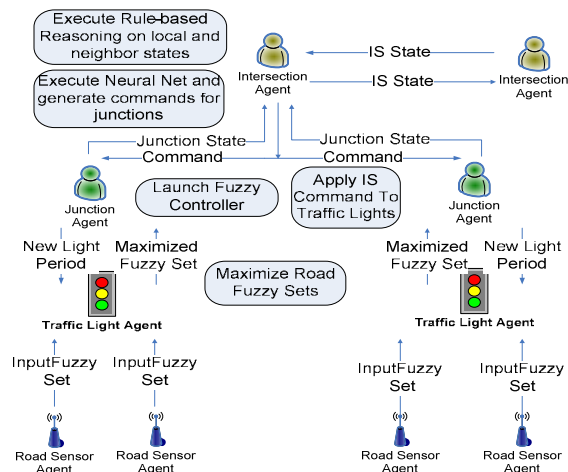 Execute Rule-based
Reasoning on local and
neighbor states
Execute Neural Net and
generate commands for
junctions
Intersection
Agent
IS State
IS State
Intersection
Agent
Junction State
Command
Junction State
Command
Junction
Agent
Launch Fuzzy
Controller
Apply IS
Command To
Traffic Lights
Junction
Agent
New Light
Period
Maximized
Fuzzy Set
Maximize Road
Fuzzy Sets
Maximized
Fuzzy Set
New Light
Period
Traffic Light Agent
Traffic Light Agent
InputFuzzy
Set
InputFuzzy
Set
InputFuzzy
Set
InputFuzzy
Set
Road Sensor
Agent
Road Sensor
Agent
Road Sensor
Agent
Road Sensor
Agent